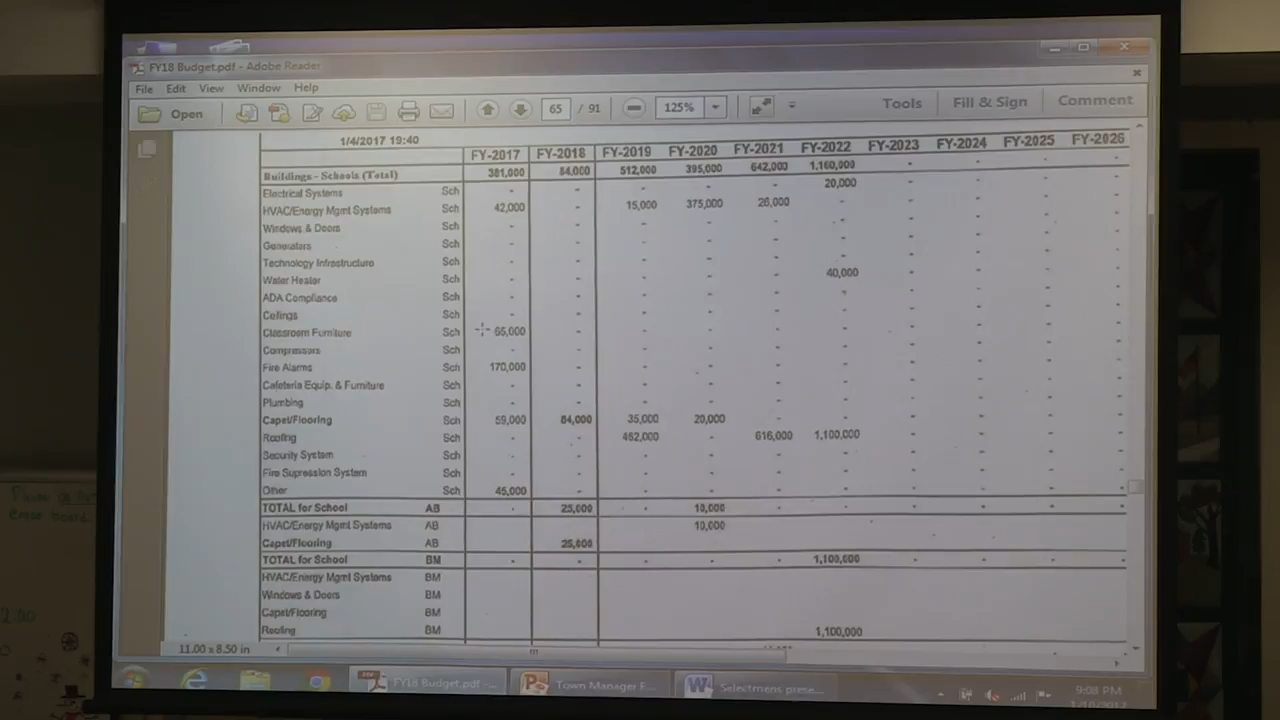 FY18 Budget.pdf - Adobe Reader
File Edit View Window Help
Open 65 / 91 125% Tools Fill & Sign Comment
1/4/2017 19:40
FY-2017 FY-2018 FY-2019 FY-2020 FY-2021 FY-2022 FY-2023 FY-2024 FY-2025 FY-2026
Buildings - Schools (Total) 381,000 84,000 512,000 395,000 642,000 1,160,000 - - - -
Electrical Systems Sch - - - - - 20,000 - - - -
HVAC/Energy Mgmt Systems Sch 42,000 - 15,000 375,000 26,000 - - - - -
Windows & Doors Sch - - - - - - - - - -
Generators Sch - - - - - - - - - -
Technology Infrastructure Sch - - - - - - - - - -
Water Heater Sch - - - - - 40,000 - - - -
ADA Compliance Sch - - - - - - - - - -
Ceilings Sch - - - - - - - - - -
Classroom Furniture Sch 65,000 - - - - - - - - -
Compressors Sch - - - - - - - - - -
Fire Alarms Sch 170,000 - - - - - - - - -
Cafeteria Equip. & Furniture Sch - - - - - - - - - -
Plumbing Sch - - - - - - - - - -
Capet/Flooring Sch 59,000 84,000 35,000 20,000 - - - - - -
Roofing Sch - - 462,000 - 616,000 1,100,000 - - - -
Security System Sch - - - - - - - - - -
Fire Supression System Sch - - - - - - - - - -
Other Sch 45,000 - - - - - - - - -
TOTAL for School AB - 25,000 - 10,000 - - - - - -
HVAC/Energy Mgmt Systems AB 10,000
Capet/Flooring AB 25,000
TOTAL for School BM - - - - - 1,100,000 - - - -
HVAC/Energy Mgmt Systems BM
Windows & Doors BM
Capet/Flooring BM
Roofing BM 1,100,000
11.00 x 8.50 in
FY18 Budget.pdf -... Town Manager F... Selectmens prese... 9:08 PM
1/10/2017